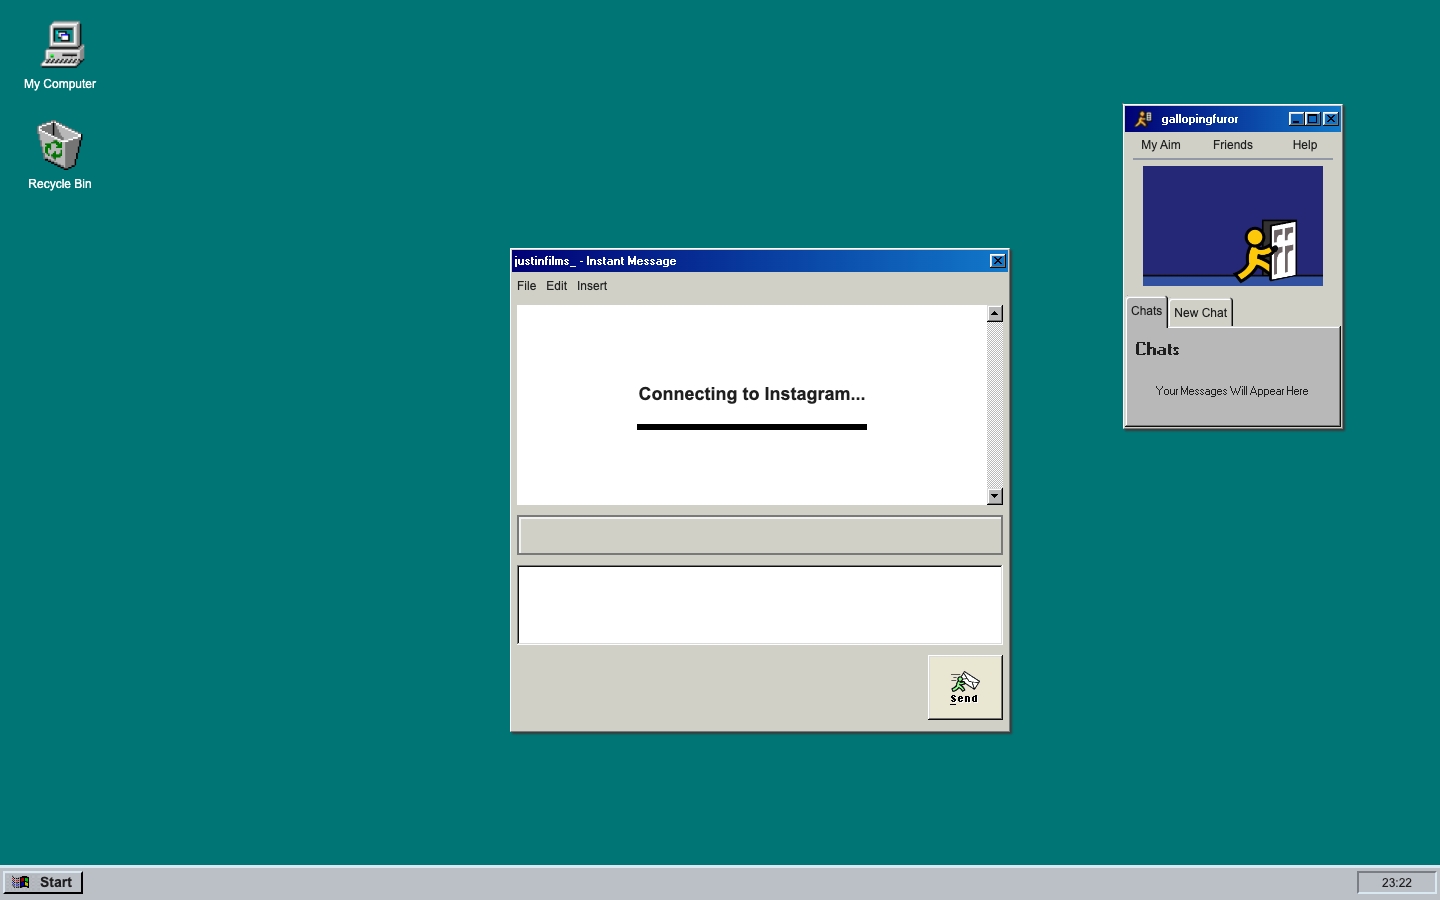 My Computer
Recycle Bin
gallopingfuror
My Aim Friends Help
Chats New Chat
Chats
Your Messages Will Appear Here
justinfilms_ - Instant Message
File Edit Insert
Connecting to Instagram...
Send
Start
23:22